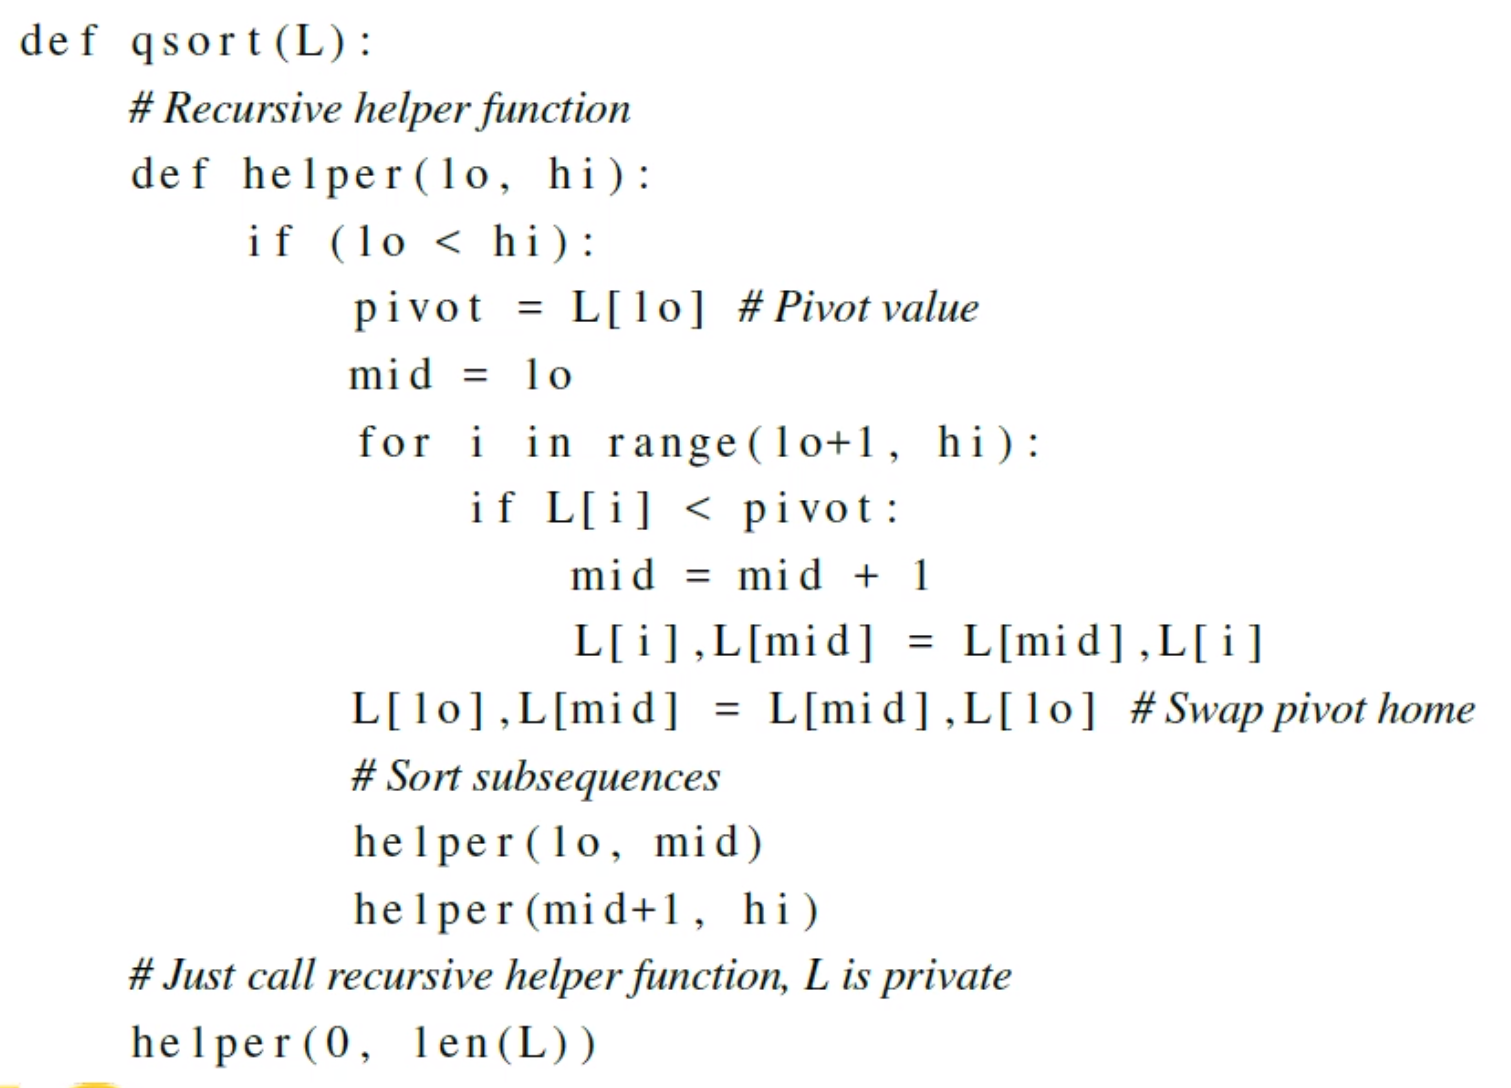 def qsort(L):
# Recursive helper function
def helper(lo, hi):
if (lo < hi):
pivot = L[lo] # Pivot value
mid = lo
for i in range(lo+1, hi):
if L[i] < pivot:
mid = mid + 1
L[i],L[mid] = L[mid],L[i]
L[lo],L[mid] = L[mid],L[lo] # Swap pivot home
# Sort subsequences
helper(lo, mid)
helper(mid+1, hi)
# Just call recursive helper function, L is private
helper(0, len(L))